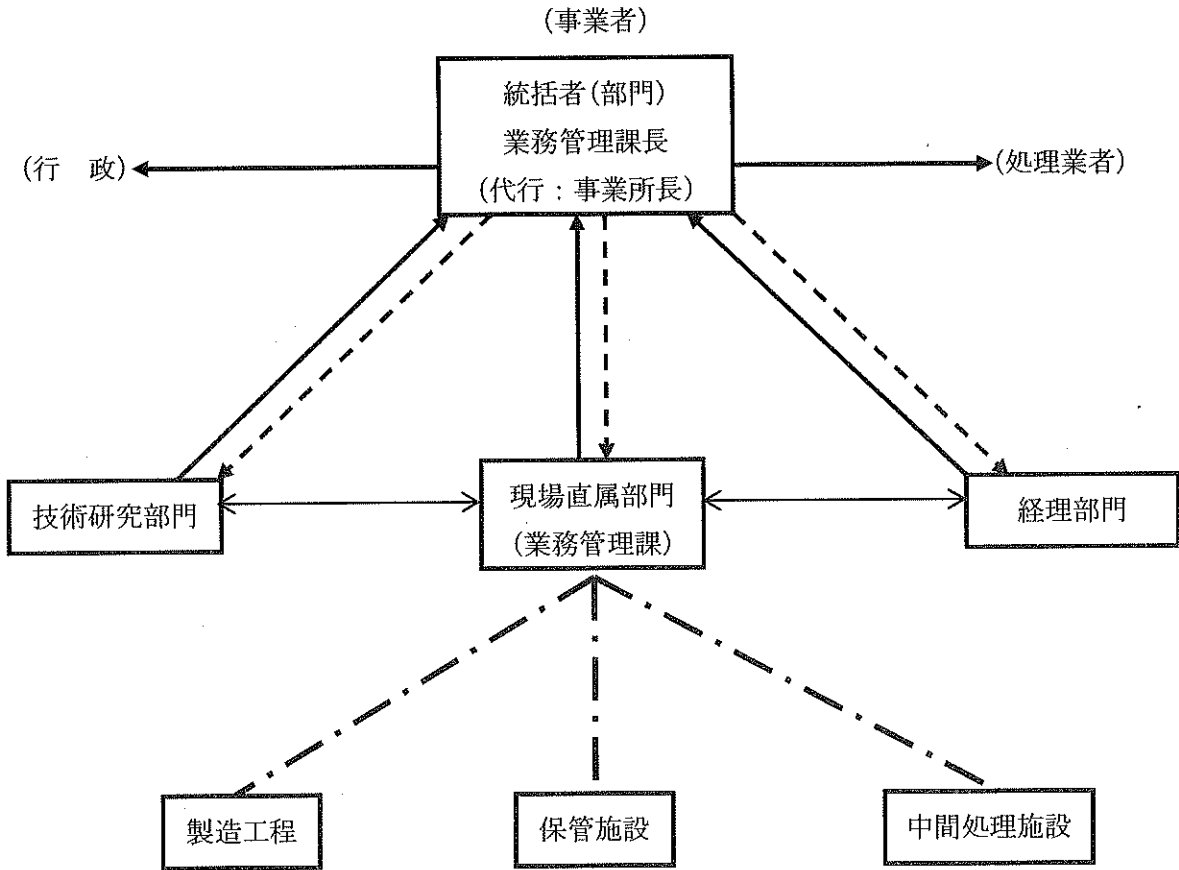 (事業者)
統括者(部門)
業務管理課長
(代行：事業所長)
(行　政)
(処理業者)
技術研究部門
現場直属部門
(業務管理課)
経理部門
製造工程
保管施設
中間処理施設